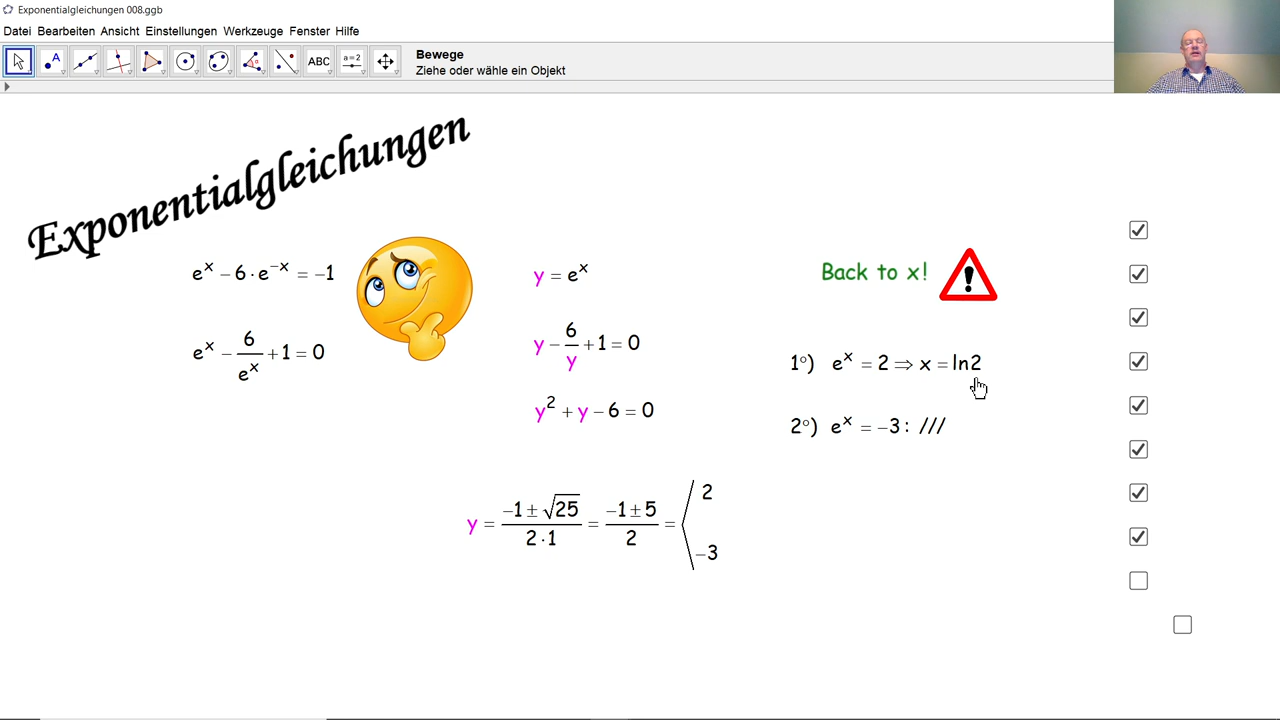 Exponentialgleichungen 008.ggb
Datei Bearbeiten Ansicht Einstellungen Werkzeuge Fenster Hilfe
A
ABC
a=2
Bewege
Ziehe oder wähle ein Objekt
Exponentialgleichungen
eˣ − 6 · e⁻ˣ = −1
eˣ − 6/eˣ + 1 = 0
y = eˣ
y − 6/y + 1 = 0
y² + y − 6 = 0
y = (−1 ± √25)/(2 · 1) = (−1 ± 5)/2 = ⟨ 2
−3
Back to x!
1°) eˣ = 2 ⇒ x = ln2
2°) eˣ = −3 : ///